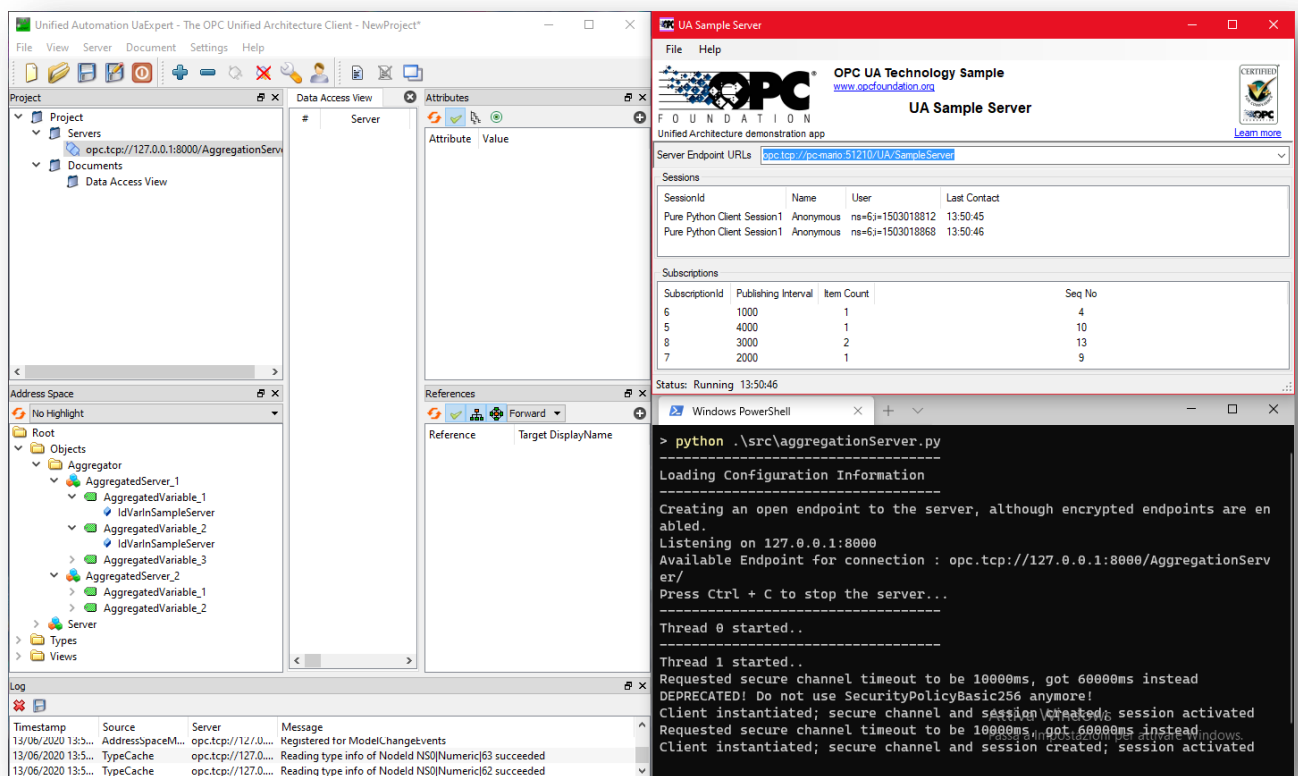 Unified Automation UaExpert - The OPC Unified Architecture Client - NewProject*
File View Server Document Settings Help
Project
Project
Servers
opc.tcp://127.0.0.1:8000/AggregationServ
Documents
Data Access View
Data Access View
# Server
Attributes
Attribute Value
Address Space
No Highlight
Root
Objects
Aggregator
AggregatedServer_1
AggregatedVariable_1
IdVarInSampleServer
AggregatedVariable_2
IdVarInSampleServer
AggregatedVariable_3
AggregatedServer_2
AggregatedVariable_1
AggregatedVariable_2
Server
Types
Views
References
Forward
Reference Target DisplayName
Log
Timestamp Source Server Message
13/06/2020 13:5... AddressSpaceM... opc.tcp://127.0.... Registered for ModelChangeEvents
13/06/2020 13:5... TypeCache opc.tcp://127.0.... Reading type info of NodeId NS0|Numeric|63 succeeded
13/06/2020 13:5... TypeCache opc.tcp://127.0.... Reading type info of NodeId NS0|Numeric|62 succeeded
UA Sample Server
File Help
OPC
FOUNDATION
Unified Architecture demonstration app
OPC UA Technology Sample
www.opcfoundation.org
UA Sample Server
CERTIFIED
OPC
Learn more
Server Endpoint URLs opc.tcp://pc-mario:51210/UA/SampleServer
Sessions
SessionId Name User Last Contact
Pure Python Client Session1 Anonymous ns=6;i=1503018812 13:50:45
Pure Python Client Session1 Anonymous ns=6;i=1503018868 13:50:46
Subscriptions
SubscriptionId Publishing Interval Item Count Seq No
6 1000 1 4
5 4000 1 10
8 3000 2 13
7 2000 1 9
Status: Running 13:50:46
Windows PowerShell
> python .\src\aggregationServer.py
----------------------------------
Loading Configuration Information
----------------------------------
Creating an open endpoint to the server, although encrypted endpoints are en
abled.
Listening on 127.0.0.1:8000
Available Endpoint for connection : opc.tcp://127.0.0.1:8000/AggregationServ
er/
Press Ctrl + C to stop the server...
----------------------------------
Thread 0 started..
----------------------------------
Thread 1 started..
Requested secure channel timeout to be 10000ms, got 60000ms instead
DEPRECATED! Do not use SecurityPolicyBasic256 anymore!
Client instantiated; secure channel and session created; session activated
Requested secure channel timeout to be 10000ms, got 60000ms instead
Client instantiated; secure channel and session created; session activated
Attiva Windows
Passa a Impostazioni per attivare Windows.